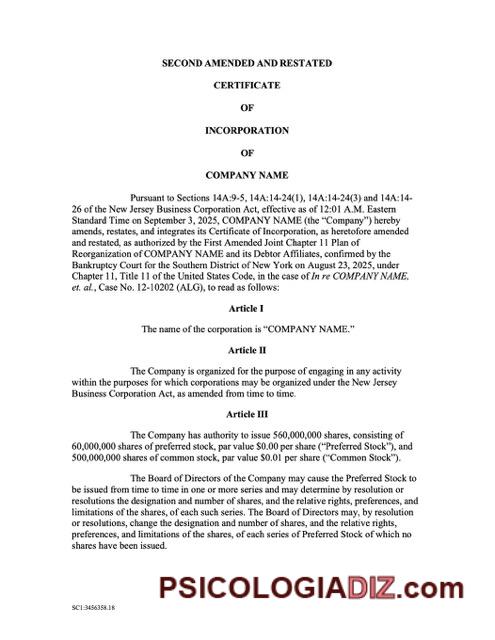 SECOND AMENDED AND RESTATED
CERTIFICATE
OF
INCORPORATION
OF
COMPANY NAME
Pursuant to Sections 14A:9-5, 14A:14-24(1), 14A:14-24(3) and 14A:14-
26 of the New Jersey Business Corporation Act, effective as of 12:01 A.M. Eastern
Standard Time on September 3, 2025, COMPANY NAME (the “Company”) hereby
amends, restates, and integrates its Certificate of Incorporation, as heretofore amended
and restated, as authorized by the First Amended Joint Chapter 11 Plan of
Reorganization of COMPANY NAME and its Debtor Affiliates, confirmed by the
Bankruptcy Court for the Southern District of New York on August 23, 2025, under
Chapter 11, Title 11 of the United States Code, in the case of In re COMPANY NAME,
et. al., Case No. 12-10202 (ALG), to read as follows:
Article I
The name of the corporation is “COMPANY NAME.”
Article II
The Company is organized for the purpose of engaging in any activity
within the purposes for which corporations may be organized under the New Jersey
Business Corporation Act, as amended from time to time.
Article III
The Company has authority to issue 560,000,000 shares, consisting of
60,000,000 shares of preferred stock, par value $0.00 per share (“Preferred Stock”), and
500,000,000 shares of common stock, par value $0.01 per share (“Common Stock”).
The Board of Directors of the Company may cause the Preferred Stock to
be issued from time to time in one or more series and may determine by resolution or
resolutions the designation and number of shares, and the relative rights, preferences, and
limitations of the shares, of each such series. The Board of Directors may, by resolution
or resolutions, change the designation and number of shares, and the relative rights,
preferences, and limitations of the shares, of each series of Preferred Stock of which no
shares have been issued.
PSICOLOGIADIZ.com
SC1:3456358.18